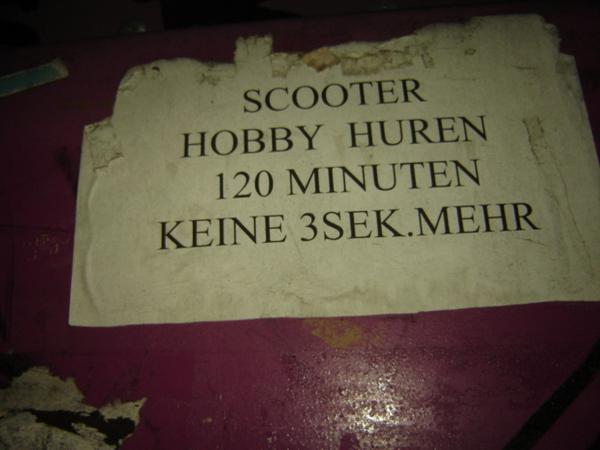 SCOOTER
HOBBY HUREN
120 MINUTEN
KEINE 3SEK.MEHR